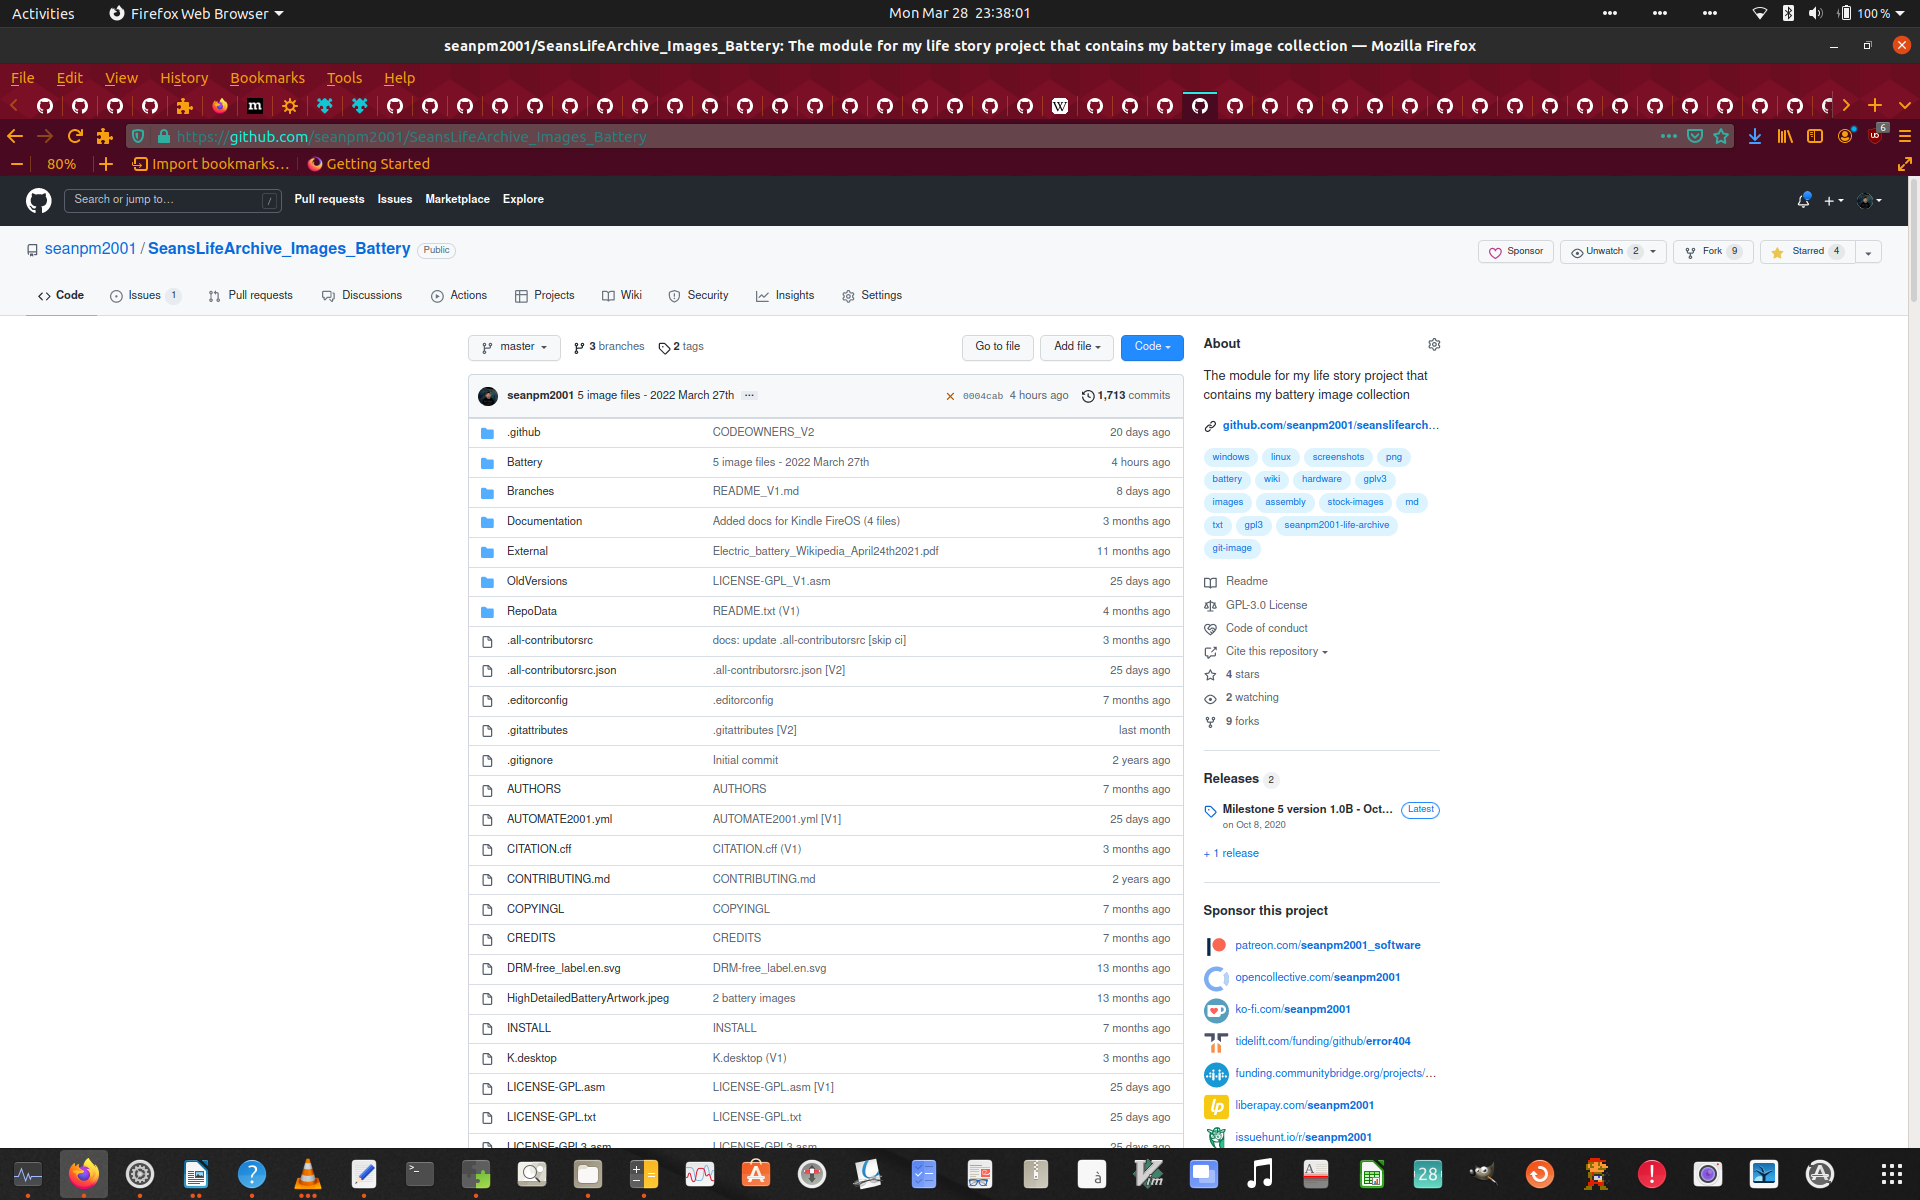 Activities
Firefox Web Browser
Mon Mar 28 23:38:01
100 %
seanpm2001/SeansLifeArchive_Images_Battery: The module for my life story project that contains my battery image collection — Mozilla Firefox
File Edit View History Bookmarks Tools Help
https://github.com/seanpm2001/SeansLifeArchive_Images_Battery
6
80%
Import bookmarks...
Getting Started
Search or jump to... /
Pull requests Issues Marketplace Explore
seanpm2001 / SeansLifeArchive_Images_Battery Public
Sponsor
Unwatch 2
Fork 9
Starred 4
Code
Issues 1
Pull requests
Discussions
Actions
Projects
Wiki
Security
Insights
Settings
master
3 branches
2 tags
Go to file
Add file
Code
seanpm2001 5 image files - 2022 March 27th ...
0004cab 4 hours ago
1,713 commits
.github CODEOWNERS_V2 20 days ago
Battery 5 image files - 2022 March 27th 4 hours ago
Branches README_V1.md 8 days ago
Documentation Added docs for Kindle FireOS (4 files) 3 months ago
External Electric_battery_Wikipedia_April24th2021.pdf 11 months ago
OldVersions LICENSE-GPL_V1.asm 25 days ago
RepoData README.txt (V1) 4 months ago
.all-contributorsrc docs: update .all-contributorsrc [skip ci] 3 months ago
.all-contributorsrc.json .all-contributorsrc.json [V2] 25 days ago
.editorconfig .editorconfig 7 months ago
.gitattributes .gitattributes [V2] last month
.gitignore Initial commit 2 years ago
AUTHORS AUTHORS 7 months ago
AUTOMATE2001.yml AUTOMATE2001.yml [V1] 25 days ago
CITATION.cff CITATION.cff (V1) 3 months ago
CONTRIBUTING.md CONTRIBUTING.md 2 years ago
COPYINGL COPYINGL 7 months ago
CREDITS CREDITS 7 months ago
DRM-free_label.en.svg DRM-free_label.en.svg 13 months ago
HighDetailedBatteryArtwork.jpeg 2 battery images 13 months ago
INSTALL INSTALL 7 months ago
K.desktop K.desktop (V1) 3 months ago
LICENSE-GPL.asm LICENSE-GPL.asm [V1] 25 days ago
LICENSE-GPL.txt LICENSE-GPL.txt 25 days ago
LICENSE-GPL3.asm LICENSE-GPL3.asm 25 days ago
About
The module for my life story project that
contains my battery image collection
github.com/seanpm2001/seanslifearch...
windows linux screenshots png
battery wiki hardware gplv3
images assembly stock-images md
txt gpl3 seanpm2001-life-archive
git-image
Readme
GPL-3.0 License
Code of conduct
Cite this repository
4 stars
2 watching
9 forks
Releases 2
Milestone 5 version 1.0B - Oct... Latest
on Oct 8, 2020
+ 1 release
Sponsor this project
patreon.com/seanpm2001_software
opencollective.com/seanpm2001
ko-fi.com/seanpm2001
tidelift.com/funding/github/error404
funding.communitybridge.org/projects/...
liberapay.com/seanpm2001
issuehunt.io/r/seanpm2001
28